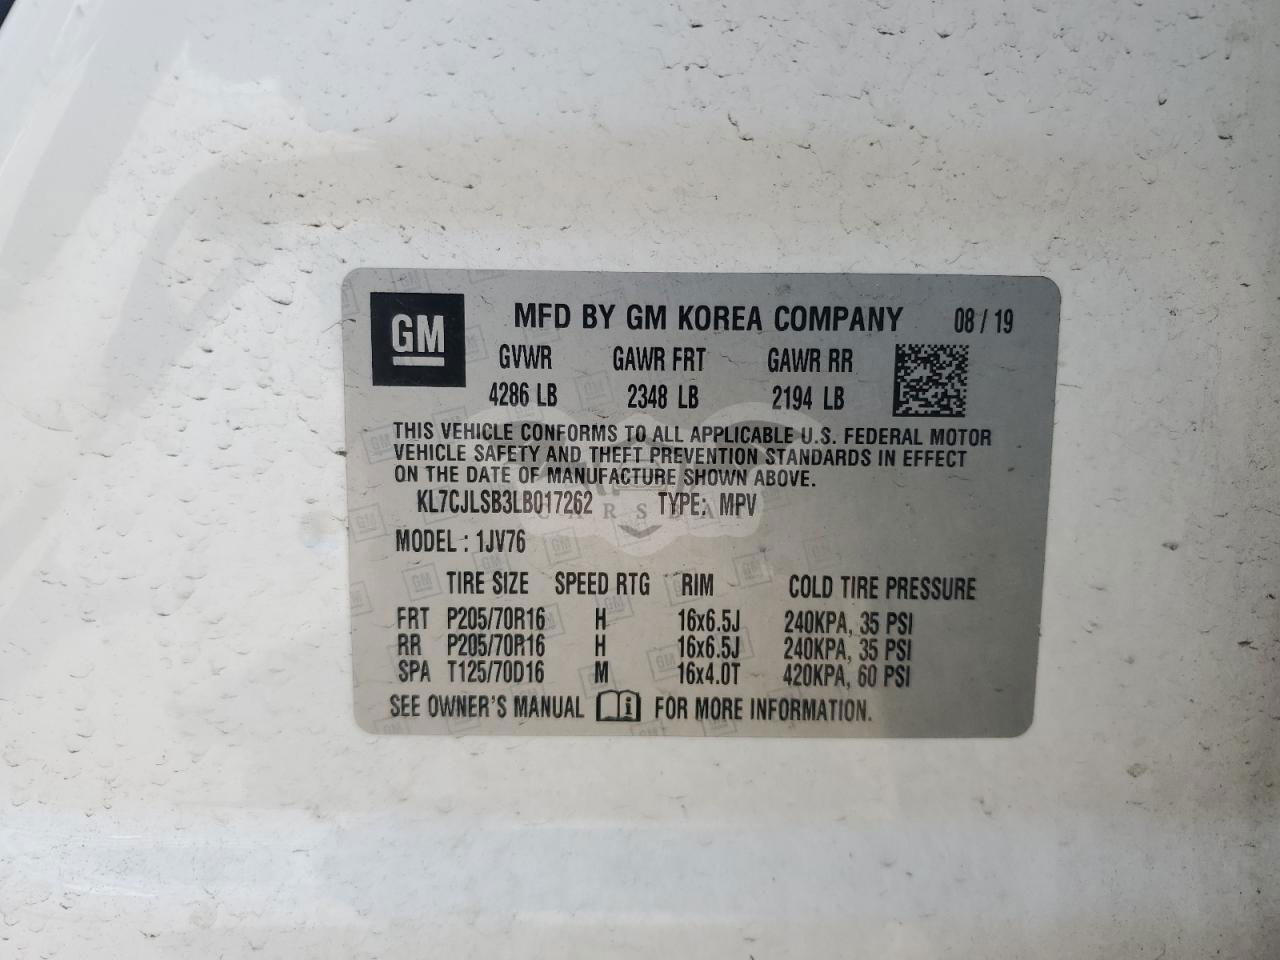 GM MFD BY GM KOREA COMPANY 08 / 19
GVWR GAWR FRT GAWR RR
4286 LB 2348 LB 2194 LB
THIS VEHICLE CONFORMS TO ALL APPLICABLE U.S. FEDERAL MOTOR
VEHICLE SAFETY AND THEFT PREVENTION STANDARDS IN EFFECT
ON THE DATE OF MANUFACTURE SHOWN ABOVE.
KL7CJLSB3LB017262 TYPE: MPV
MODEL : 1JV76
TIRE SIZE SPEED RTG RIM COLD TIRE PRESSURE
FRT P205/70R16 H 16x6.5J 240KPA, 35 PSI
RR P205/70R16 H 16x6.5J 240KPA, 35 PSI
SPA T125/70D16 M 16x4.0T 420KPA, 60 PSI
SEE OWNER'S MANUAL i FOR MORE INFORMATION.